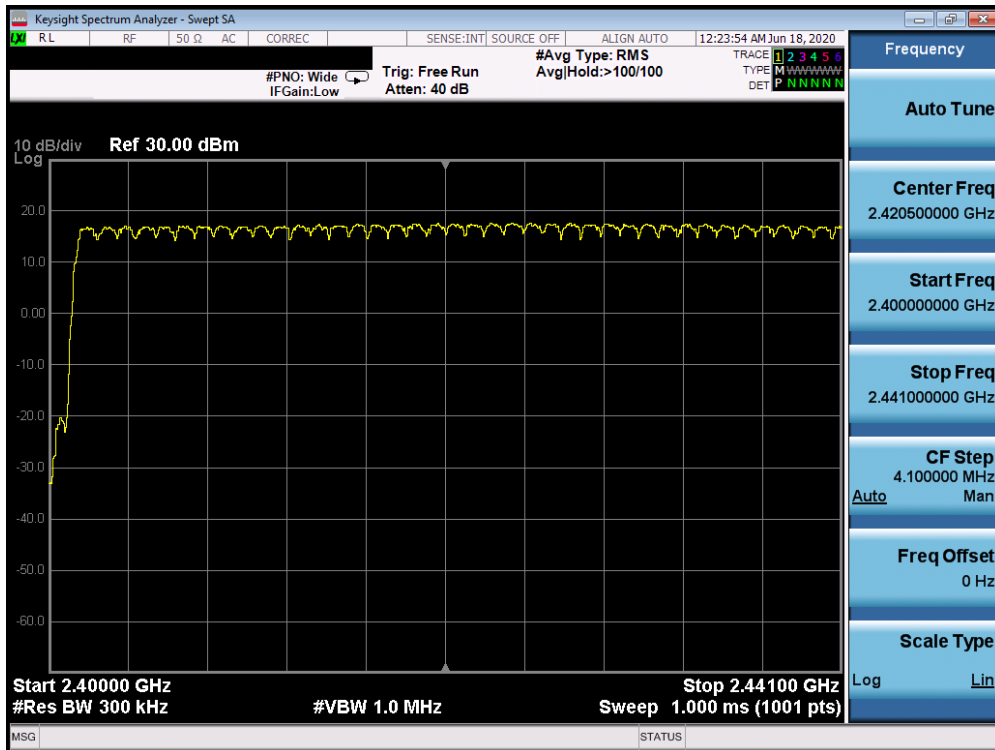 Keysight Spectrum Analyzer - Swept SA
LXI RL RF 50 Ω AC CORREC SENSE:INT SOURCE OFF ALIGN AUTO 12:23:54 AM Jun 18, 2020
#PNO: Wide Trig: Free Run #Avg Type: RMS TRACE 1 2 3 4 5 6
IFGain:Low Atten: 40 dB Avg|Hold:>100/100 TYPE M WWWWW
DET P N N N N N
10 dB/div Ref 30.00 dBm
Log
20.0
10.0
0.00
-10.0
-20.0
-30.0
-40.0
-50.0
-60.0
Start 2.40000 GHz Stop 2.44100 GHz
#Res BW 300 kHz #VBW 1.0 MHz Sweep 1.000 ms (1001 pts)
MSG STATUS
Frequency
Auto Tune
Center Freq
2.420500000 GHz
Start Freq
2.400000000 GHz
Stop Freq
2.441000000 GHz
CF Step
4.100000 MHz
Auto Man
Freq Offset
0 Hz
Scale Type
Log Lin